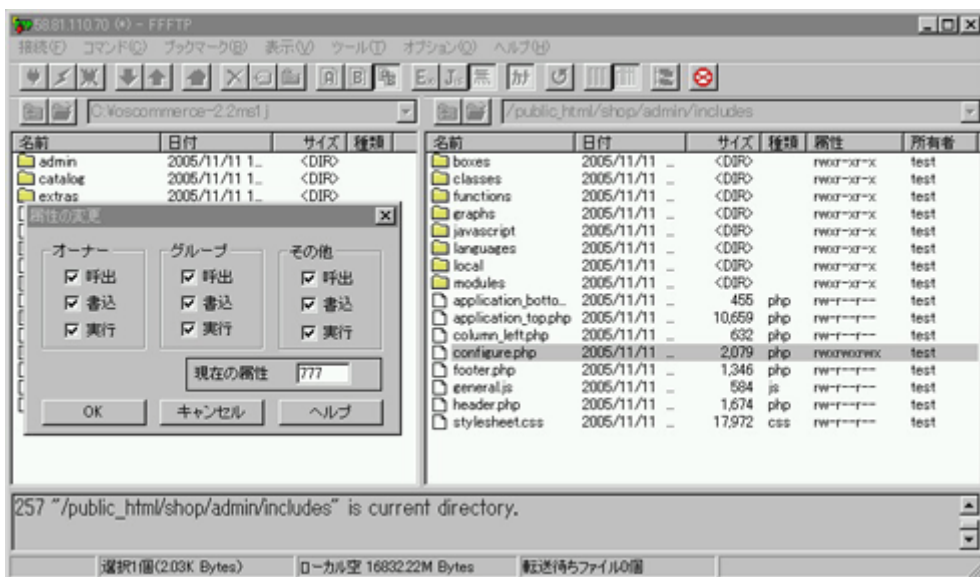 58.81.110.70 (*) - FFFTP
接続(F) コマンド(C) ブックマーク(B) 表示(V) ツール(T) オプション(O) ヘルプ(H)
C:¥oscommerce-2.2ms1j
/public_html/shop/admin/includes
名前 日付 サイズ 種類
admin 2005/11/11 1... <DIR>
catalog 2005/11/11 1... <DIR>
extras 2005/11/11 1... <DIR>
名前 日付 サイズ 種類 属性 所有者
boxes 2005/11/11 ... <DIR> rwxr-xr-x test
classes 2005/11/11 ... <DIR> rwxr-xr-x test
functions 2005/11/11 ... <DIR> rwxr-xr-x test
graphs 2005/11/11 ... <DIR> rwxr-xr-x test
javascript 2005/11/11 ... <DIR> rwxr-xr-x test
languages 2005/11/11 ... <DIR> rwxr-xr-x test
local 2005/11/11 ... <DIR> rwxr-xr-x test
modules 2005/11/11 ... <DIR> rwxr-xr-x test
application_botto... 2005/11/11 ... 455 php rw-r--r-- test
application_top.php 2005/11/11 ... 10,659 php rw-r--r-- test
column_left.php 2005/11/11 ... 632 php rw-r--r-- test
configure.php 2005/11/11 ... 2,079 php rwxrwxrwx test
footer.php 2005/11/11 ... 1,346 php rw-r--r-- test
general.js 2005/11/11 ... 584 js rw-r--r-- test
header.php 2005/11/11 ... 1,674 php rw-r--r-- test
stylesheet.css 2005/11/11 ... 17,972 css rw-r--r-- test
属性の変更
オーナー グループ その他
呼出 呼出 呼出
書込 書込 書込
実行 実行 実行
現在の属性 777
OK キャンセル ヘルプ
257 "/public_html/shop/admin/includes" is current directory.
選択1個(2.03K Bytes) ローカル空 16832.22M Bytes 転送待ちファイル0個